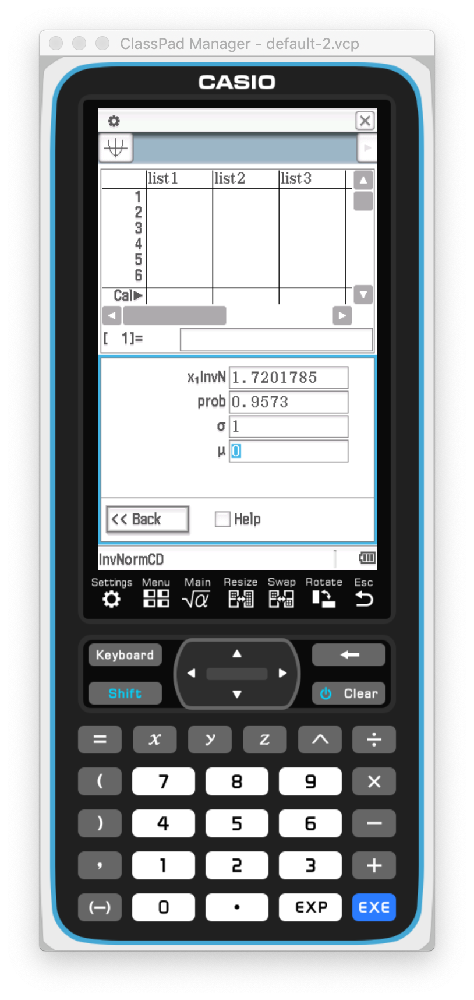 ClassPad Manager - default-2.vcp
CASIO
list1 list2 list3
1
2
3
4
5
6
Cal▶
[ 1]=
x₁InvN 1.7201785
prob 0.9573
σ 1
μ 0
<< Back Help
InvNormCD
Settings Menu Main Resize Swap Rotate Esc
√α
Keyboard
Shift Clear
= x y z ^ ÷
( 7 8 9 ×
) 4 5 6 −
, 1 2 3 +
(−) 0 . EXP EXE